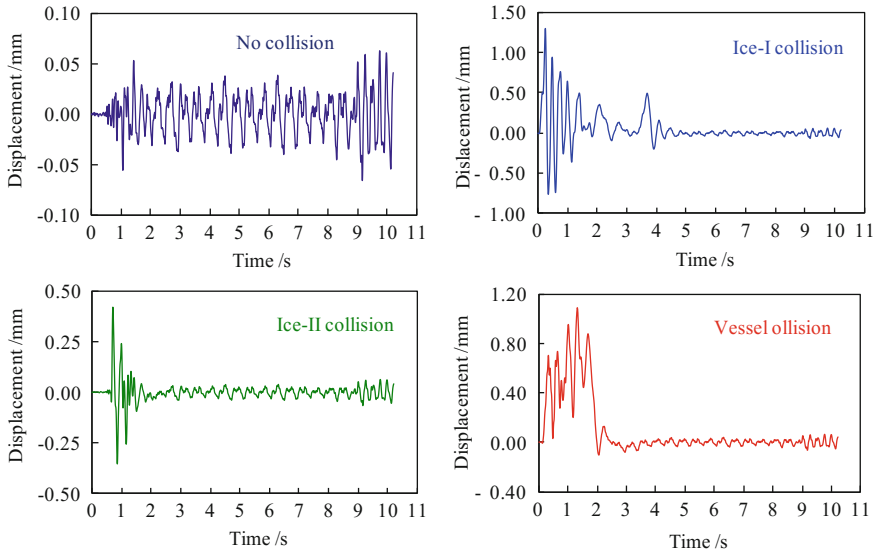 No collision
Displacement /mm
0.10
0.05
0.00
-0.05
-0.10
0 1 2 3 4 5 6 7 8 9 10 11
Time /s
Ice-I collision
Dislacement /mm
1.50
1.00
0.50
0.00
- 0.50
- 1.00
0 1 2 3 4 5 6 7 8 9 10 11
Time /s
Ice-II collision
Displacement /mm
0.50
0.25
0.00
-0.25
-0.50
0 1 2 3 4 5 6 7 8 9 10 11
Time /s
Vessel ollision
Displacement /mm
1.20
0.80
0.40
0.00
- 0.40
0 1 2 3 4 5 6 7 8 9 10 11
Time /s